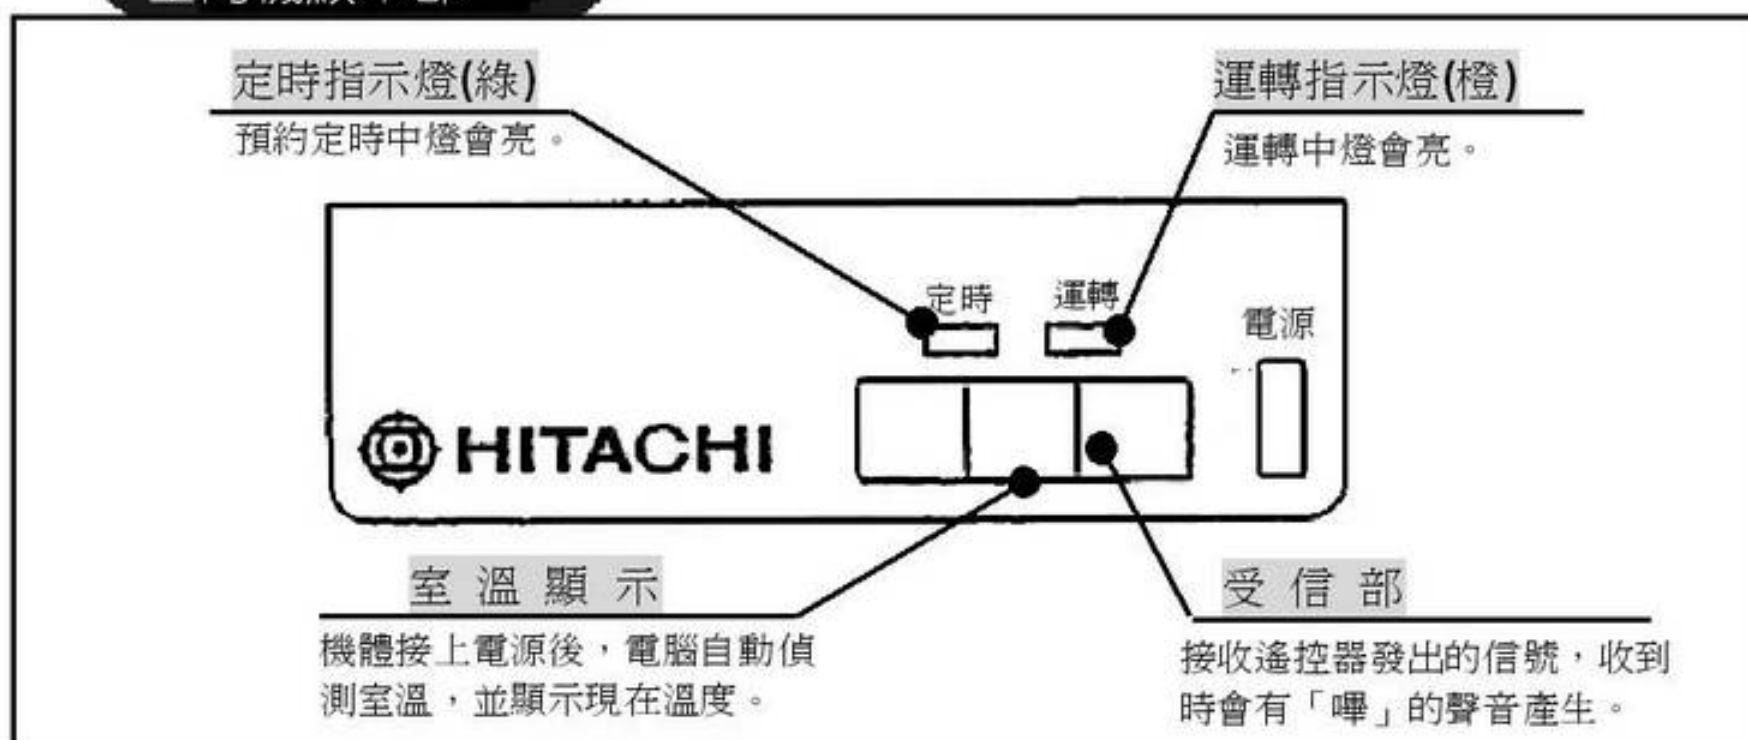 定時指示燈(綠)
預約定時中燈會亮。
運轉指示燈(橙)
運轉中燈會亮。
定時
運轉
電源
HITACHI
室溫顯示
機體接上電源後，電腦自動偵
測室溫，並顯示現在溫度。
受信部
接收遙控器發出的信號，收到
時會有「嗶」的聲音產生。